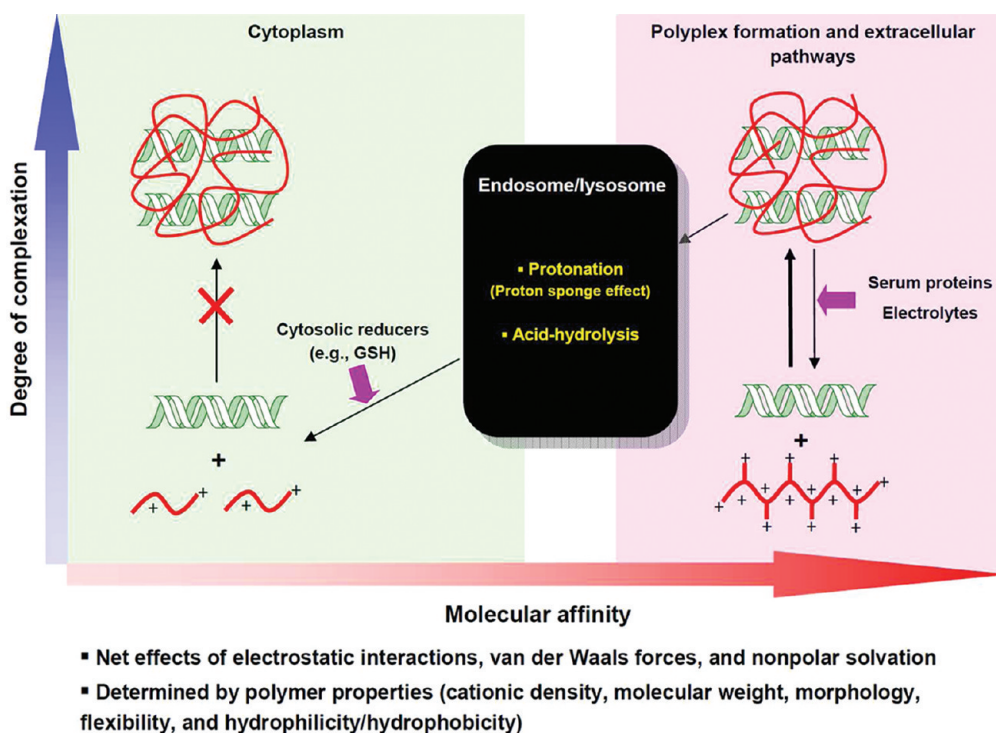 Cytoplasm
Polyplex formation and extracellular
pathways
Degree of complexation
Endosome/lysosome
▪ Protonation
(Proton sponge effect)
▪ Acid-hydrolysis
Serum proteins
Electrolytes
Cytosolic reducers
(e.g., GSH)
+
+
+ + + +
+ + + +
+ + + + + +
+ + +
Molecular affinity
▪ Net effects of electrostatic interactions, van der Waals forces, and nonpolar solvation
▪ Determined by polymer properties (cationic density, molecular weight, morphology,
flexibility, and hydrophilicity/hydrophobicity)